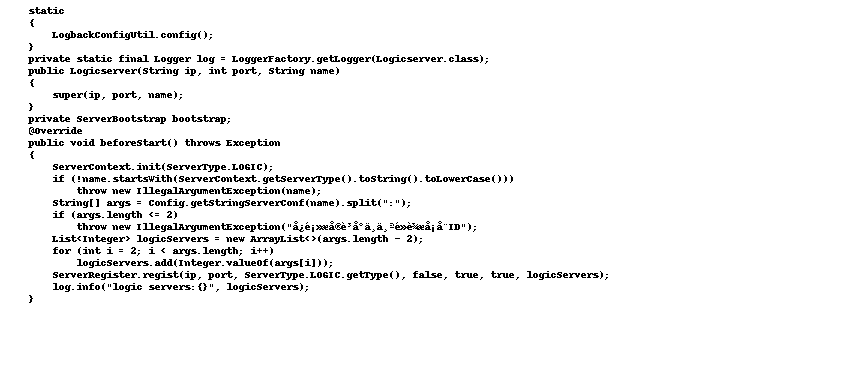 static
{
LogbackConfigUtil.config();
}
private static final Logger log = LoggerFactory.getLogger(Logicserver.class);
public Logicserver(String ip, int port, String name)
{
super(ip, port, name);
}
private ServerBootstrap bootstrap;
@Override
public void beforeStart() throws Exception
{
ServerContext.init(ServerType.LOGIC);
if (!name.startsWith(ServerContext.getServerType().toString().toLowerCase()))
throw new IllegalArgumentException(name);
String[] args = Config.getStringServerConf(name).split(":");
if (args.length <= 2)
throw new IllegalArgumentException("ID");
List<Integer> logicServers = new ArrayList<>(args.length - 2);
for (int i = 2; i < args.length; i++)
logicServers.add(Integer.valueOf(args[i]));
ServerRegister.regist(ip, port, ServerType.LOGIC.getType(), false, true, true, logicServers);
log.info("logic servers:{}", logicServers);
}